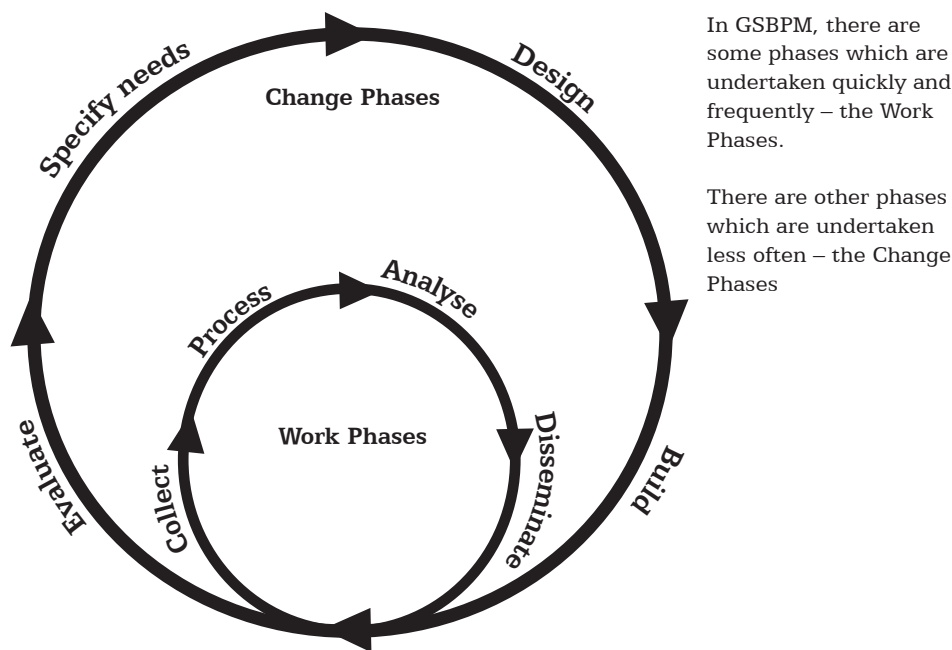 Specify needs
Design
Change Phases
Analyse
Process
Work Phases
Disseminate
Collect
Build
Evaluate
In GSBPM, there are
some phases which are
undertaken quickly and
frequently – the Work
Phases.
There are other phases
which are undertaken
less often – the Change
Phases